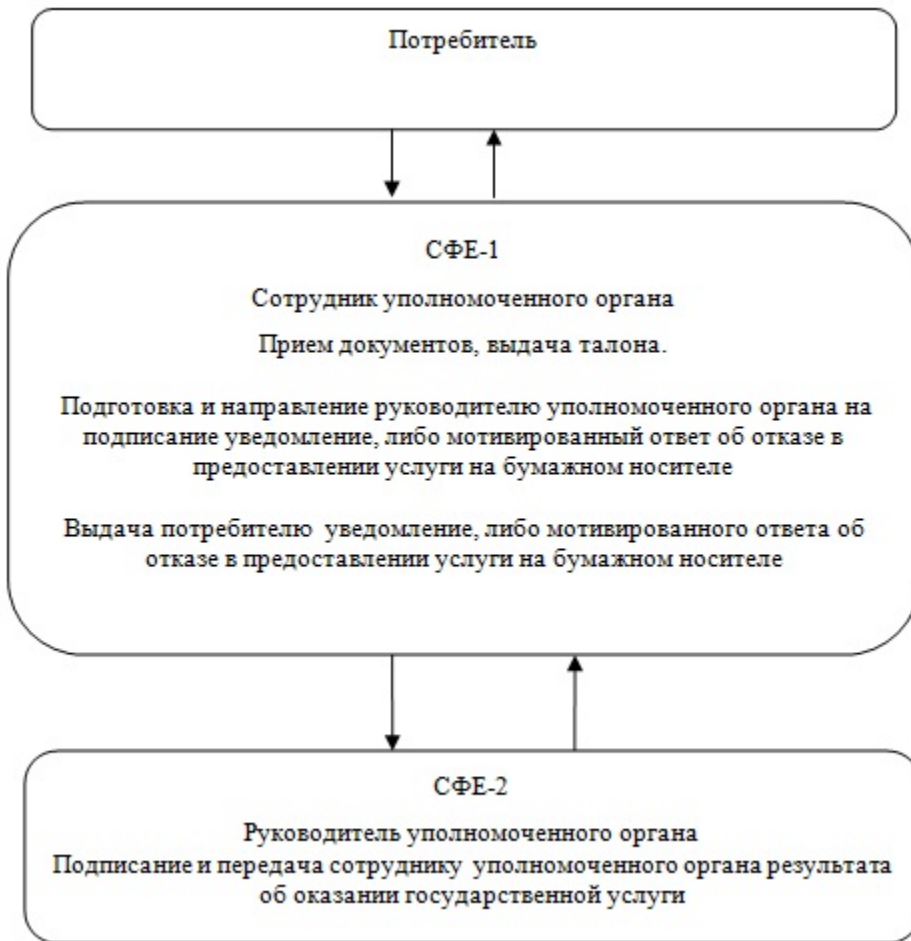 Потребитель
СФЕ-1
Сотрудник уполномоченного органа
Прием документов, выдача талона.
Подготовка и направление руководителю уполномоченного органа на
подписание уведомление, либо мотивированный ответ об отказе в
предоставлении услуги на бумажном носителе
Выдача потребителю уведомление, либо мотивированного ответа об
отказе в предоставлении услуги на бумажном носителе
СФЕ-2
Руководитель уполномоченного органа
Подписание и передача сотруднику уполномоченного органа результата
об оказании государственной услуги